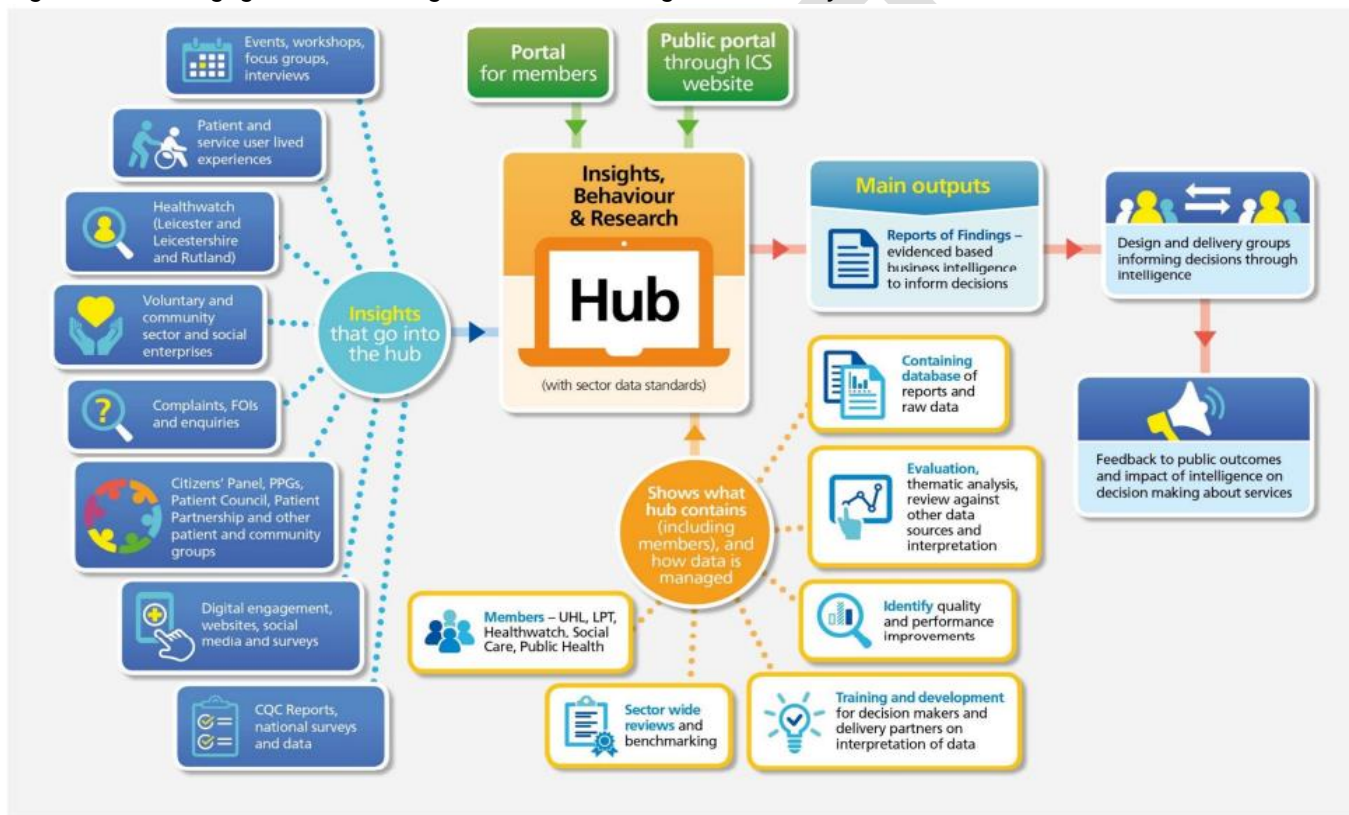 Events, workshops,
focus groups,
interviews
Patient and
service user lived
experiences
Healthwatch
(Leicester and
Leicestershire
and Rutland)
Voluntary and
community
sector and social
enterprises
Complaints, FOIs
and enquiries
Citizens' Panel, PPGs,
Patient Council, Patient
Partnership and other
patient and community
groups
Digital engagement,
websites, social
media and surveys
CQC Reports,
national surveys
and data
Insights
that go into
the hub
Portal
for members
Public portal
through ICS
website
Insights,
Behaviour
& Research
Hub
(with sector data standards)
Main outputs
Reports of Findings –
evidenced based
business intelligence
to inform decisions
Design and delivery groups
informing decisions through
intelligence
Feedback to public outcomes
and impact of intelligence on
decision making about services
Shows what
hub contains
(including
members), and
how data is
managed
Containing
database of
reports and
raw data
Evaluation,
thematic analysis,
review against
other data
sources and
interpretation
Identify quality
and performance
improvements
Training and development
for decision makers and
delivery partners on
interpretation of data
Sector wide
reviews and
benchmarking
Members – UHL, LPT,
Healthwatch. Social
Care, Public Health